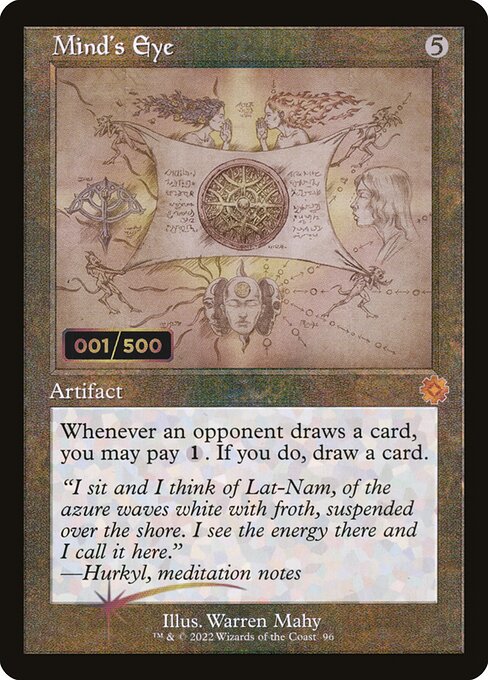 Mind's Eye
5
001/500
Artifact
Whenever an opponent draws a card,
you may pay 1. If you do, draw a card.
“I sit and I think of Lat-Nam, of the
azure waves white with froth, suspended
over the shore. I see the energy there and
I call it here.”
—Hurkyl, meditation notes
Illus. Warren Mahy
™ & © 2022 Wizards of the Coast 96